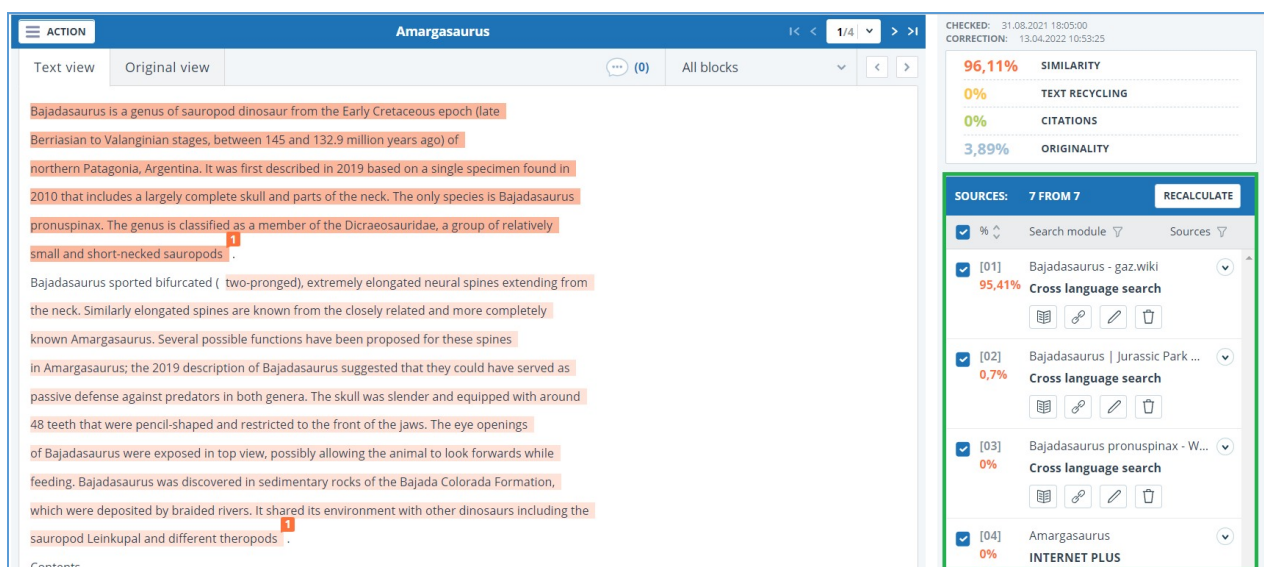 ACTION
Amargasaurus
1/4
Text view
Original view
(0)
All blocks
Bajadasaurus is a genus of sauropod dinosaur from the Early Cretaceous epoch (late
Berriasian to Valanginian stages, between 145 and 132.9 million years ago) of
northern Patagonia, Argentina. It was first described in 2019 based on a single specimen found in
2010 that includes a largely complete skull and parts of the neck. The only species is Bajadasaurus
pronuspinax. The genus is classified as a member of the Dicraeosauridae, a group of relatively
1
small and short-necked sauropods .
Bajadasaurus sported bifurcated ( two-pronged), extremely elongated neural spines extending from
the neck. Similarly elongated spines are known from the closely related and more completely
known Amargasaurus. Several possible functions have been proposed for these spines
in Amargasaurus; the 2019 description of Bajadasaurus suggested that they could have served as
passive defense against predators in both genera. The skull was slender and equipped with around
48 teeth that were pencil-shaped and restricted to the front of the jaws. The eye openings
of Bajadasaurus were exposed in top view, possibly allowing the animal to look forwards while
feeding. Bajadasaurus was discovered in sedimentary rocks of the Bajada Colorada Formation,
which were deposited by braided rivers. It shared its environment with other dinosaurs including the
1
sauropod Leinkupal and different theropods .
Contents
CHECKED: 31.08.2021 18:05:00
CORRECTION: 13.04.2022 10:53:25
96,11% SIMILARITY
0% TEXT RECYCLING
0% CITATIONS
3,89% ORIGINALITY
SOURCES: 7 FROM 7 RECALCULATE
% Search module Sources
[01] Bajadasaurus - gaz.wiki
95,41% Cross language search
[02] Bajadasaurus | Jurassic Park ...
0,7% Cross language search
[03] Bajadasaurus pronuspinax - W...
0% Cross language search
[04] Amargasaurus
0% INTERNET PLUS